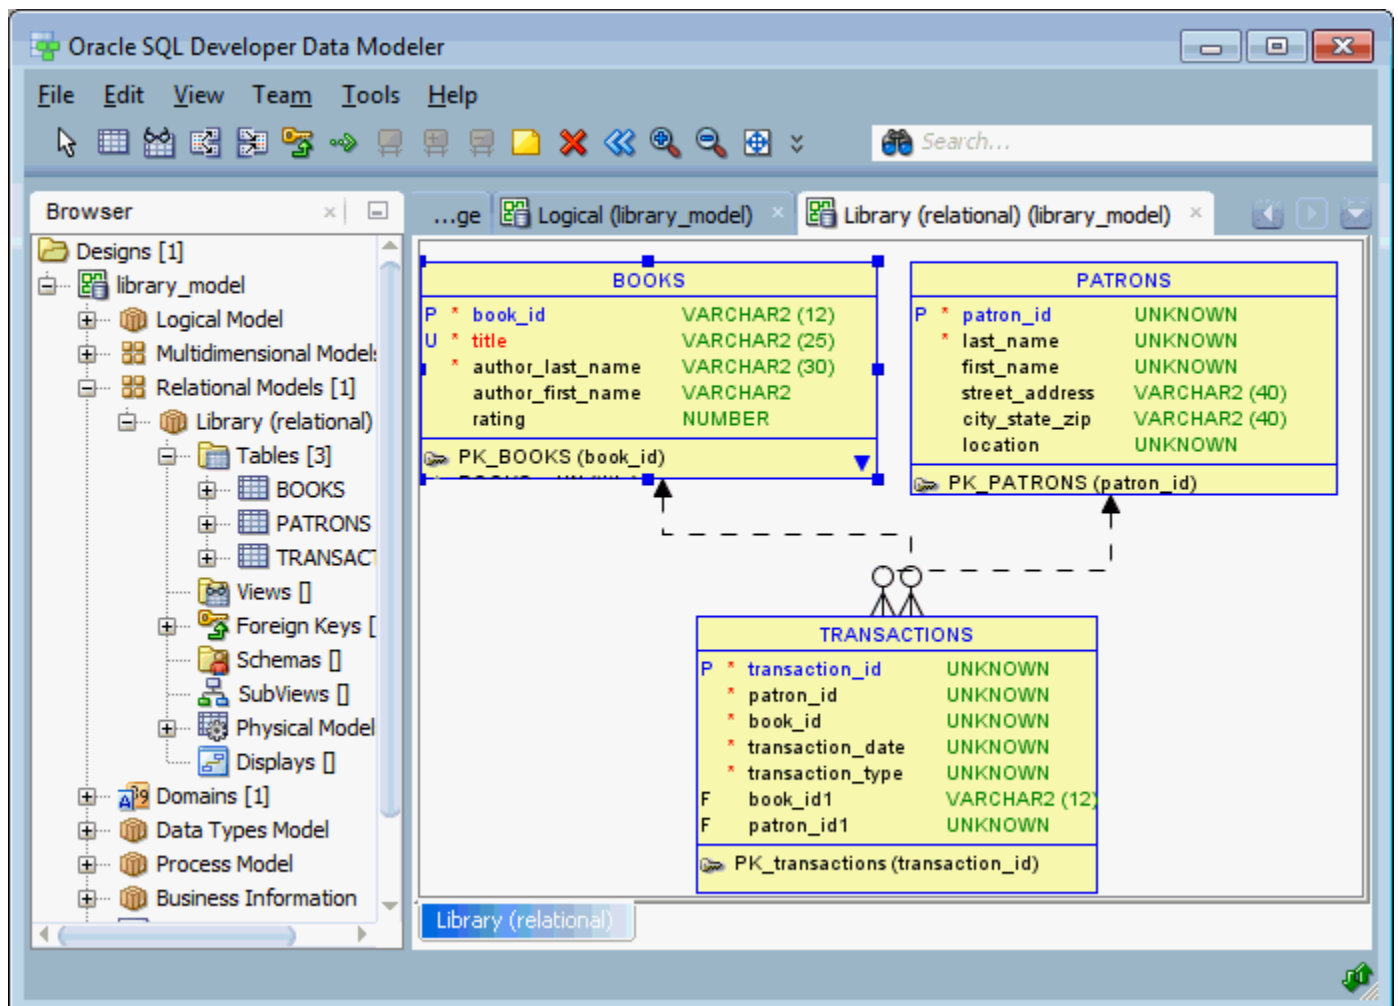 Oracle SQL Developer Data Modeler
File Edit View Team Tools Help
Search...
Browser
...ge Logical (library_model) Library (relational) (library_model)
Designs [1]
library_model
Logical Model
Multidimensional Models
Relational Models [1]
Library (relational)
Tables [3]
BOOKS
PATRONS
TRANSACT
Views []
Foreign Keys [
Schemas []
SubViews []
Physical Model
Displays []
Domains [1]
Data Types Model
Process Model
Business Information
BOOKS
P * book_id VARCHAR2 (12)
U * title VARCHAR2 (25)
* author_last_name VARCHAR2 (30)
author_first_name VARCHAR2
rating NUMBER
PK_BOOKS (book_id)
PATRONS
P * patron_id UNKNOWN
* last_name UNKNOWN
first_name UNKNOWN
street_address VARCHAR2 (40)
city_state_zip VARCHAR2 (40)
location UNKNOWN
PK_PATRONS (patron_id)
TRANSACTIONS
P * transaction_id UNKNOWN
* patron_id UNKNOWN
* book_id UNKNOWN
* transaction_date UNKNOWN
* transaction_type UNKNOWN
F book_id1 VARCHAR2 (12)
F patron_id1 UNKNOWN
PK_transactions (transaction_id)
Library (relational)